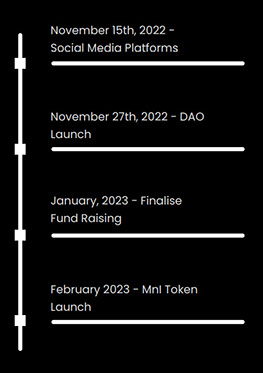 November 15th, 2022 -
Social Media Platforms
November 27th, 2022 - DAO
Launch
January, 2023 - Finalise
Fund Raising
February 2023 - Mnl Token
Launch